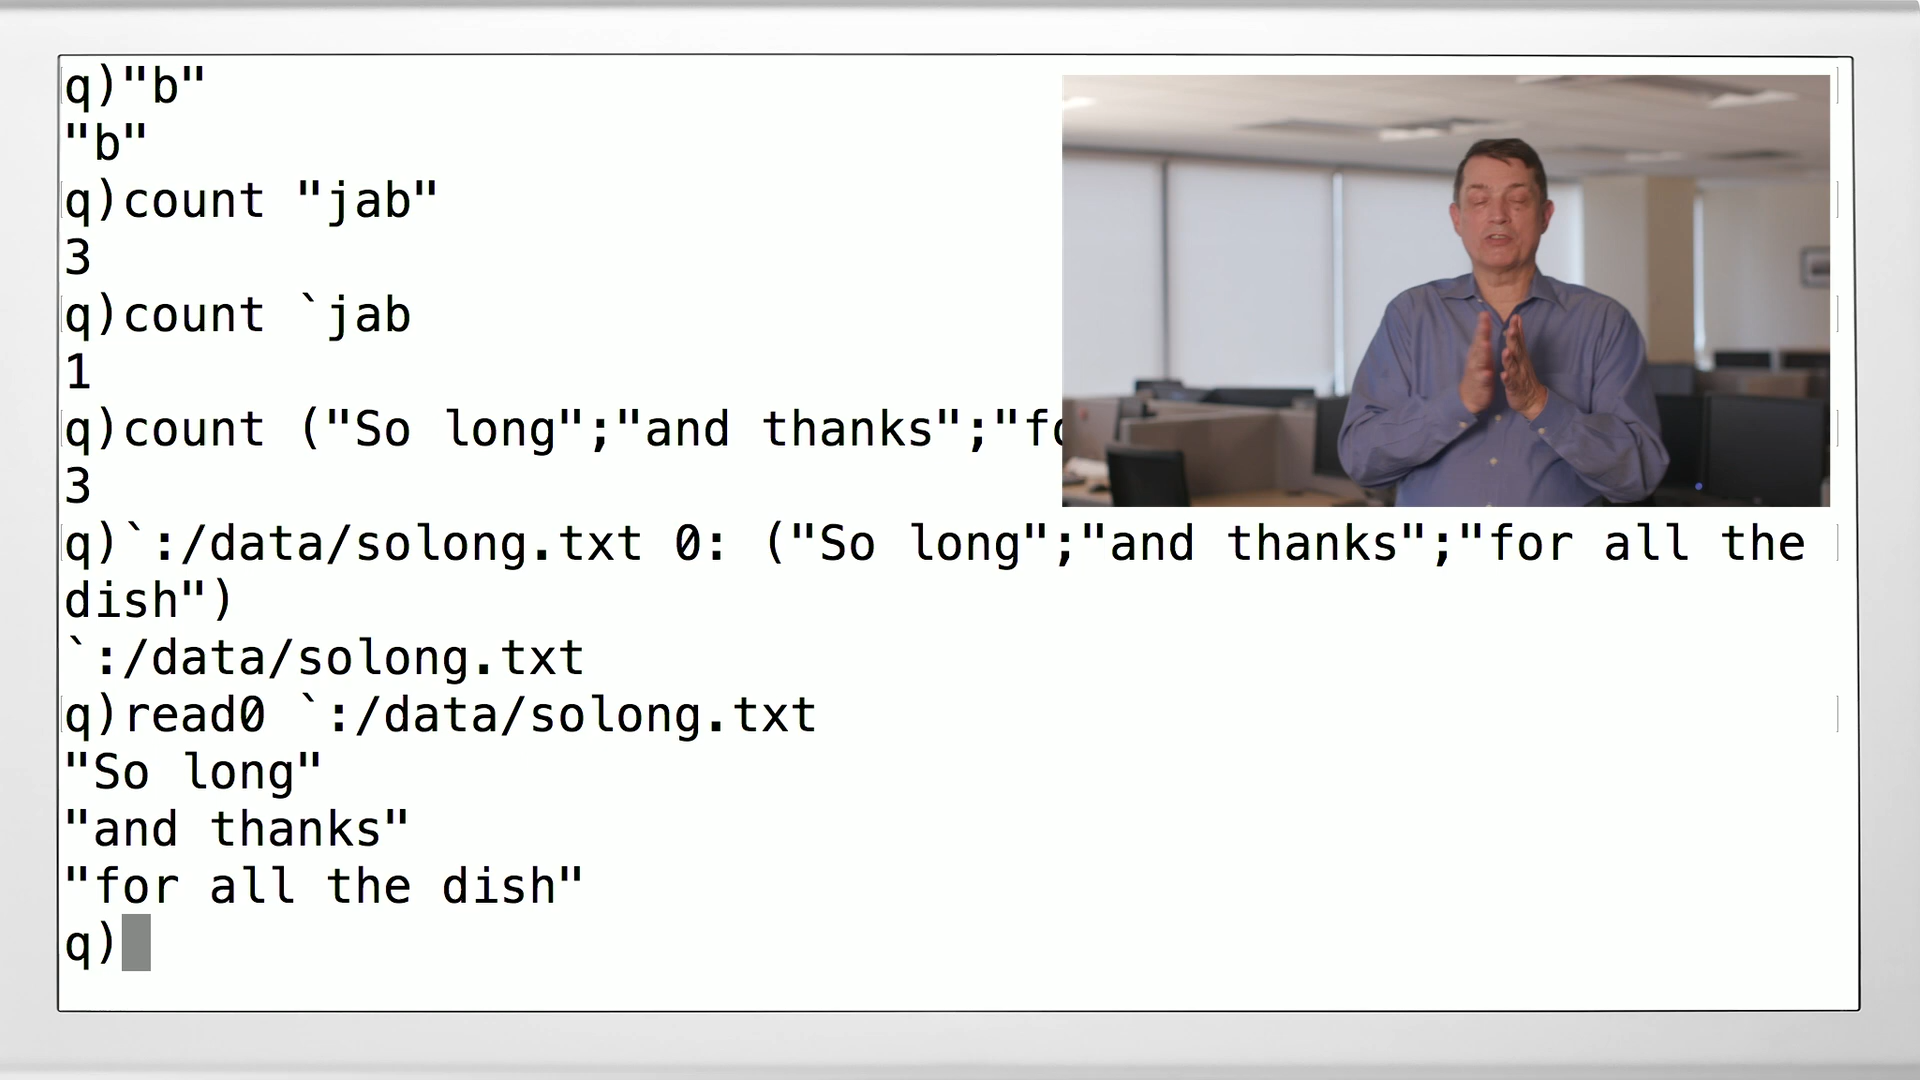 q)"b"
"b"
q)count "jab"
3
q)count `jab
1
q)count ("So long";"and thanks";"
3
q)`:/data/solong.txt 0: ("So long";"and thanks";"for all the
dish")
`:/data/solong.txt
q)read0 `:/data/solong.txt
"So long"
"and thanks"
"for all the dish"
q)